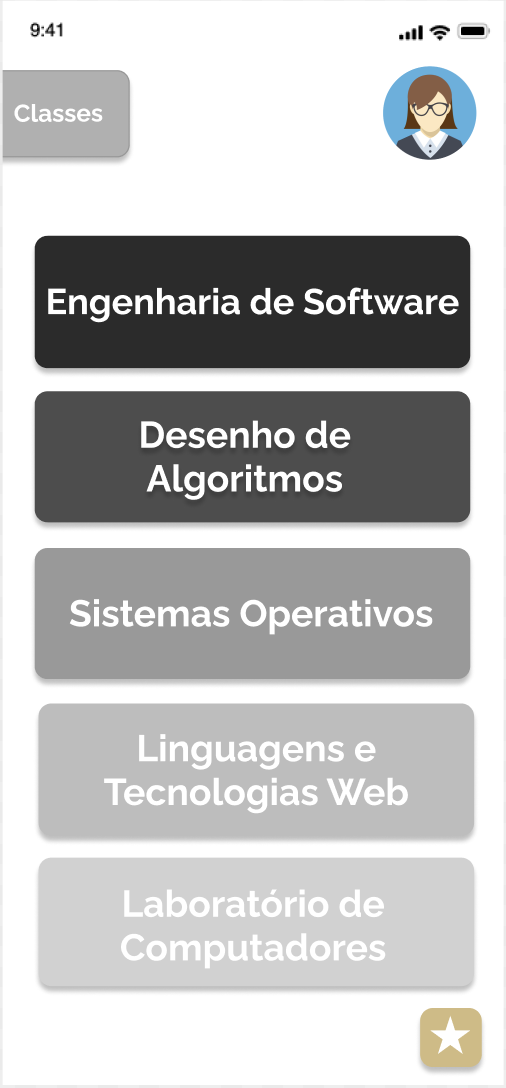 9:41
Classes
Engenharia de Software
Desenho de
Algoritmos
Sistemas Operativos
Linguagens e
Tecnologias Web
Laboratório de
Computadores